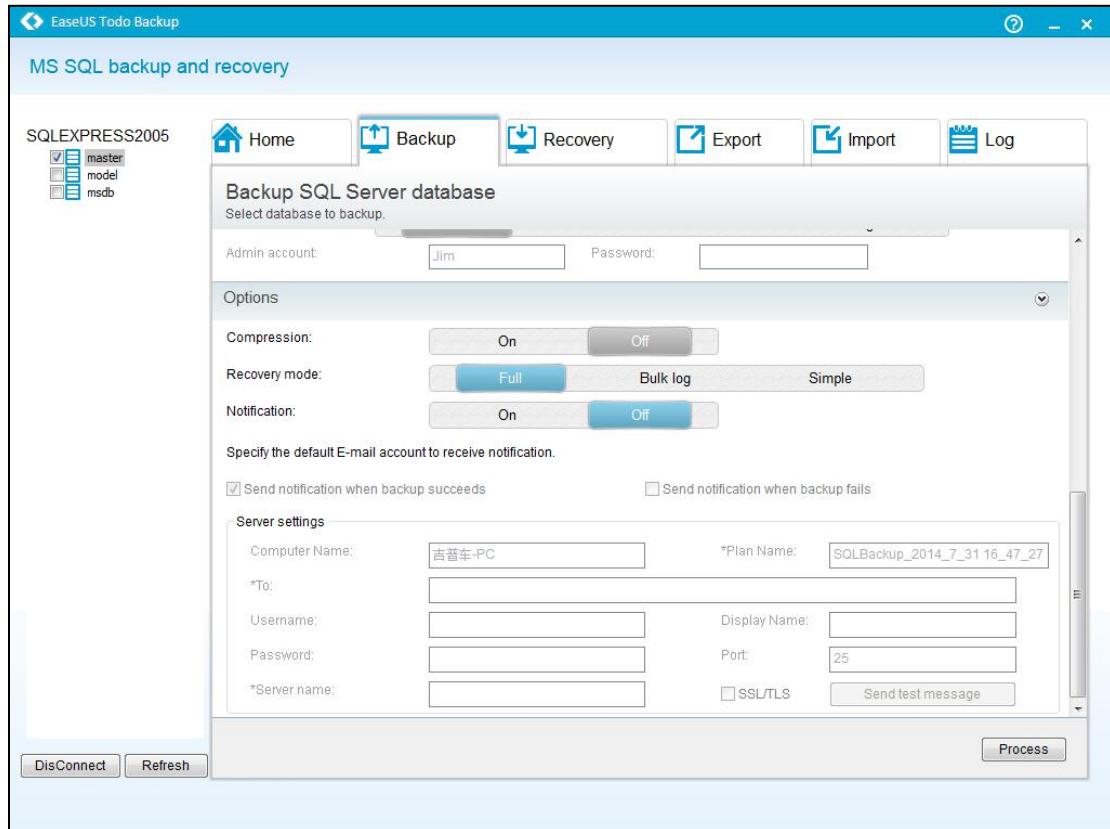 EaseUS Todo Backup
MS SQL backup and recovery
SQLEXPRESS2005
master
model
msdb
Home Backup Recovery Export Import Log
Backup SQL Server database
Select database to backup.
Admin account: Jim Password:
Options
Compression: On Off
Recovery mode: Full Bulk log Simple
Notification: On Off
Specify the default E-mail account to receive notification.
Send notification when backup succeeds Send notification when backup fails
Server settings
Computer Name: 吉普车-PC *Plan Name: SQLBackup_2014_7_31 16_47_27
*To:
Username: Display Name:
Password: Port: 25
*Server name: SSL/TLS Send test message
Process
DisConnect Refresh